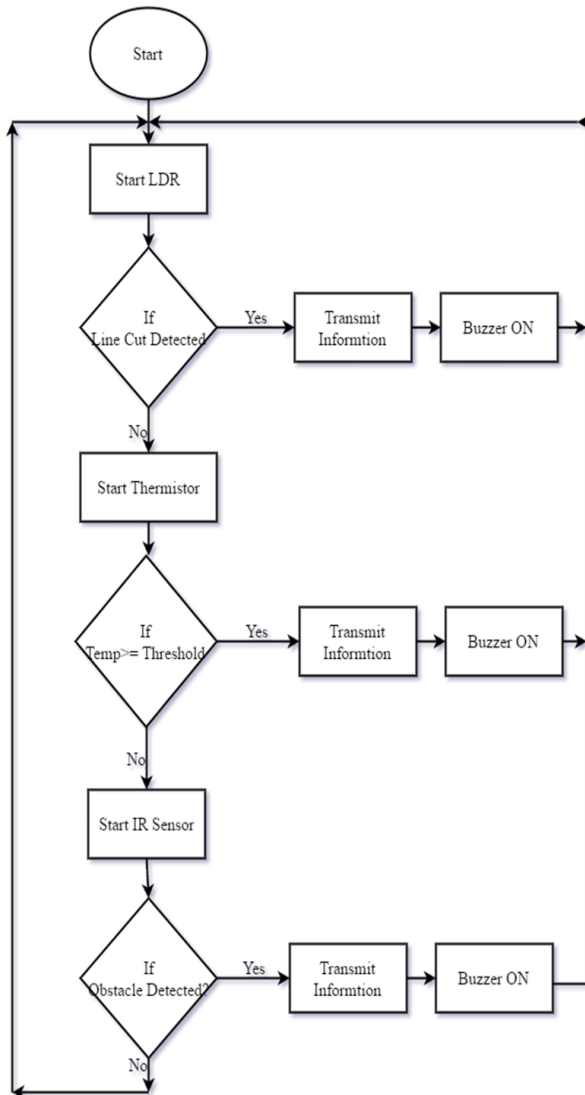 Start
Start LDR
If
Line Cut Detected
Yes
Transmit
Informtion
Buzzer ON
No
Start Thermistor
If
Temp>= Threshold
Yes
Transmit
Informtion
Buzzer ON
No
Start IR Sensor
If
Obstacle Detected?
Yes
Transmit
Informtion
Buzzer ON
No